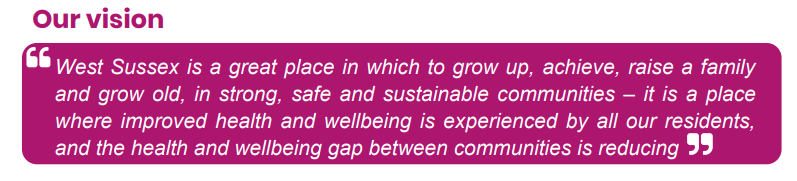 Our vision
“ West Sussex is a great place in which to grow up, achieve, raise a family
and grow old, in strong, safe and sustainable communities – it is a place
where improved health and wellbeing is experienced by all our residents,
and the health and wellbeing gap between communities is reducing ”